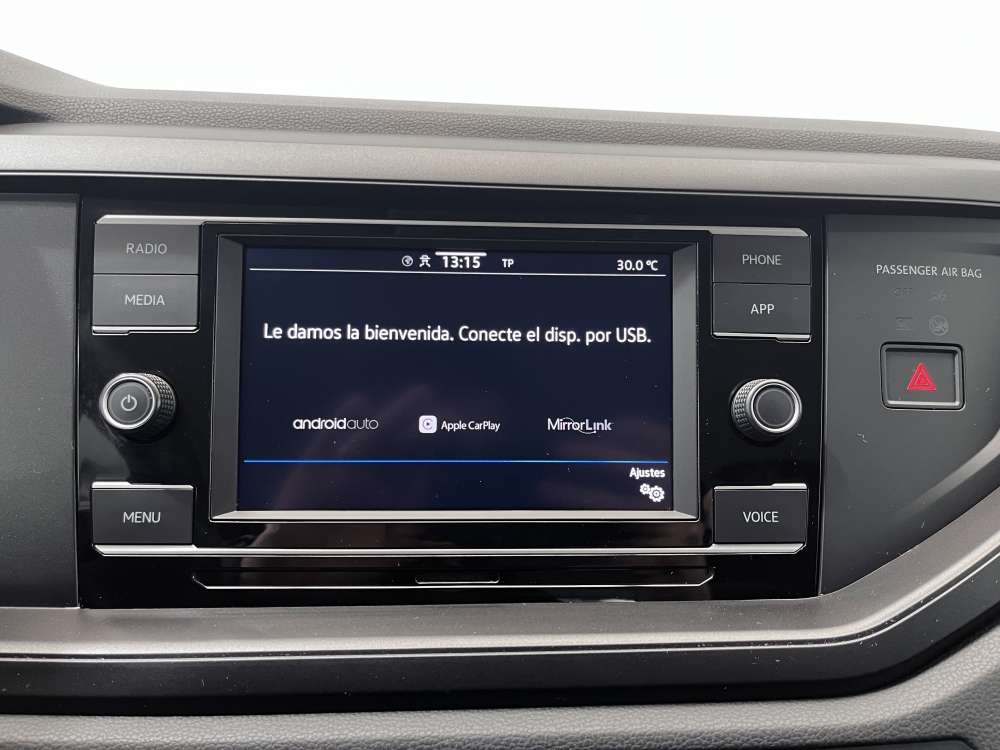 RADIO
MEDIA
13:15 TP 30.0 °C
Le damos la bienvenida. Conecte el disp. por USB.
androidauto Apple CarPlay MirrorLink
Ajustes
MENU
PHONE
APP
VOICE
PASSENGER AIR BAG
OFF